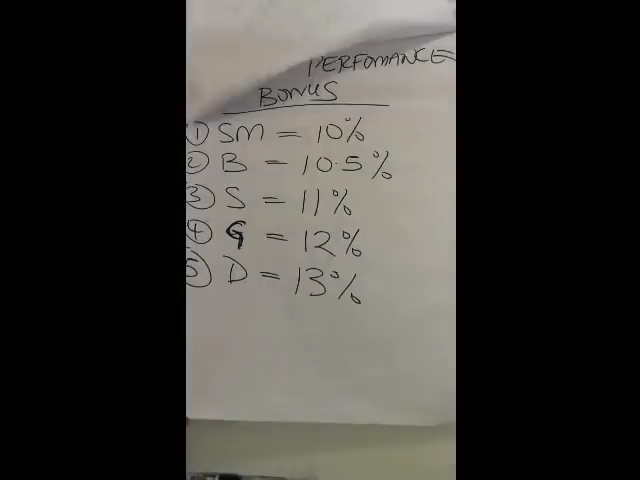 PERFOMANCE
BONUS
① SM = 10%
② B = 10.5%
③ S = 11%
④ G = 12%
⑤ D = 13%